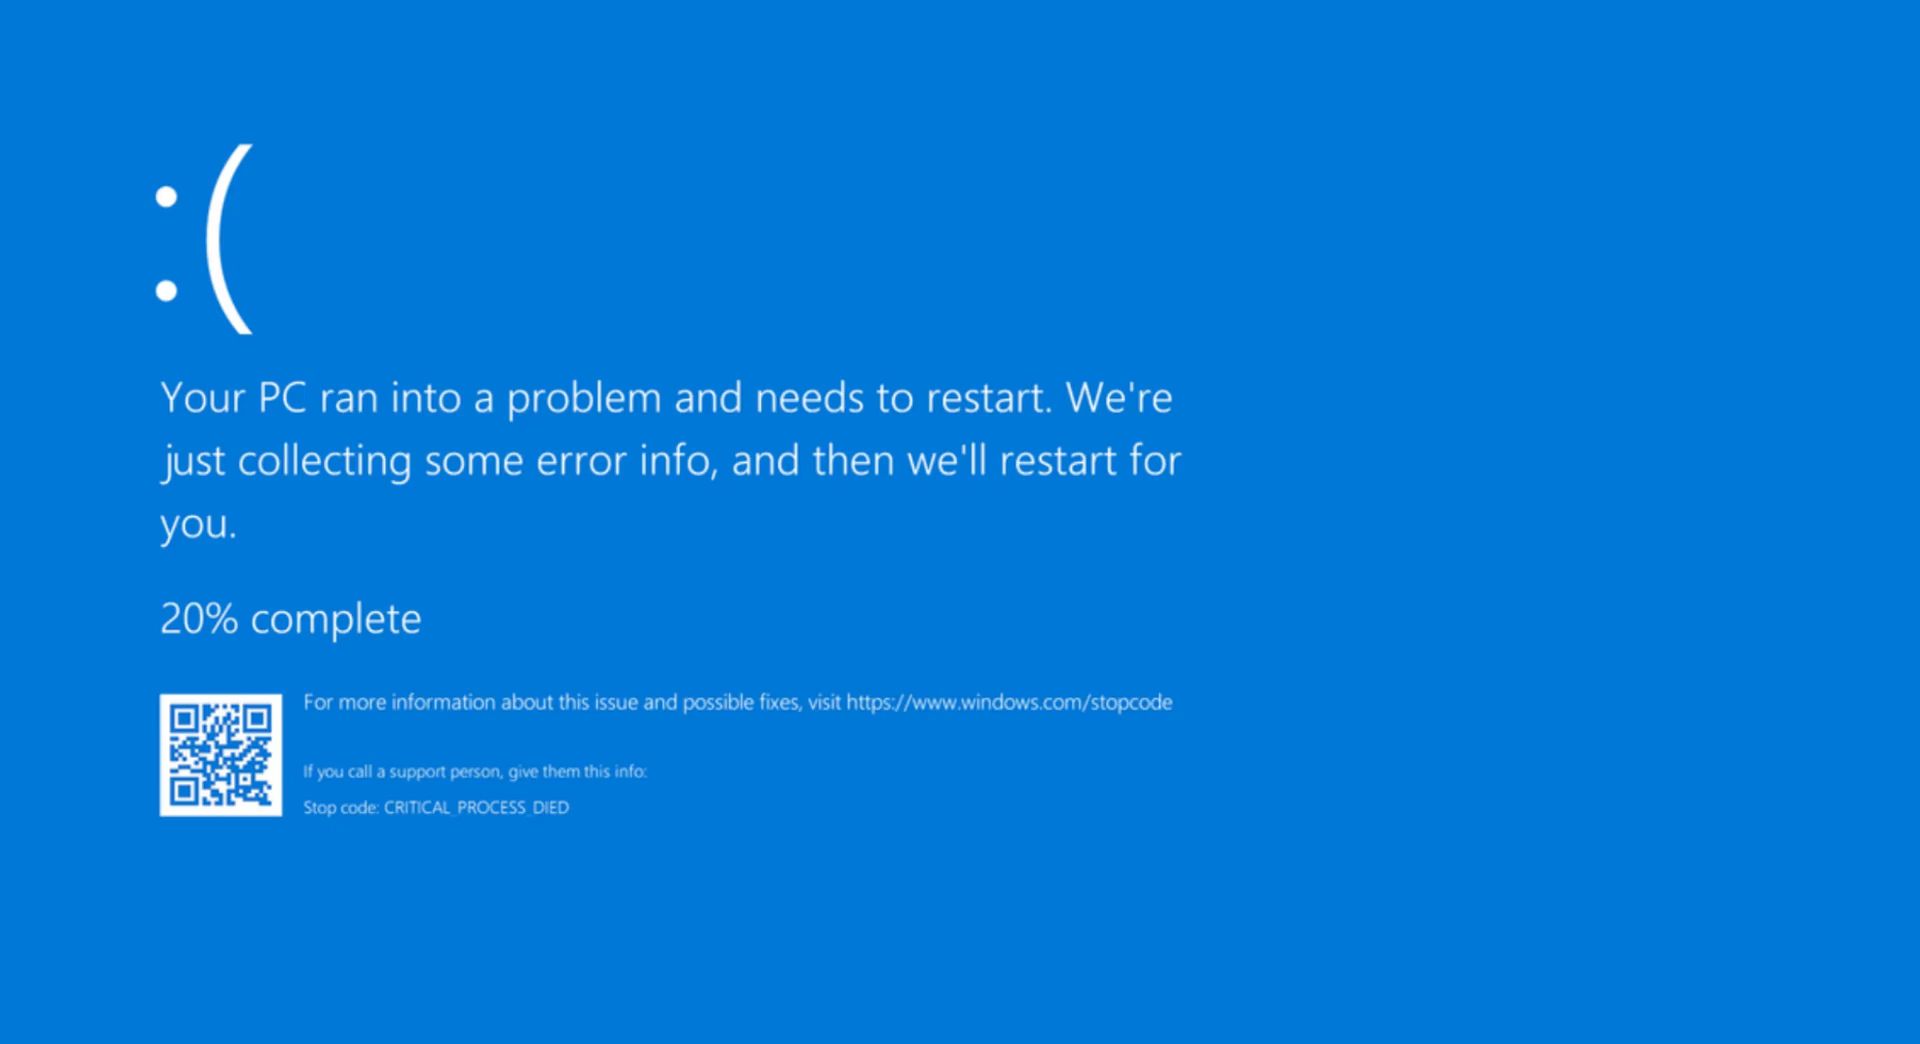 :(
Your PC ran into a problem and needs to restart. We're
just collecting some error info, and then we'll restart for
you.
20% complete
For more information about this issue and possible fixes, visit https://www.windows.com/stopcode
If you call a support person, give them this info:
Stop code: CRITICAL_PROCESS_DIED